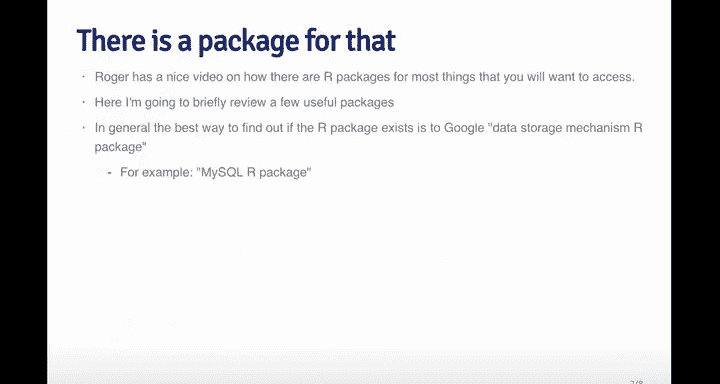 There is a package for that
· Roger has a nice video on how there are R packages for most things that you will want to access.
· Here I'm going to briefly review a few useful packages
· In general the best way to find out if the R package exists is to Google "data storage mechanism R
package"
- For example: "MySQL R package"